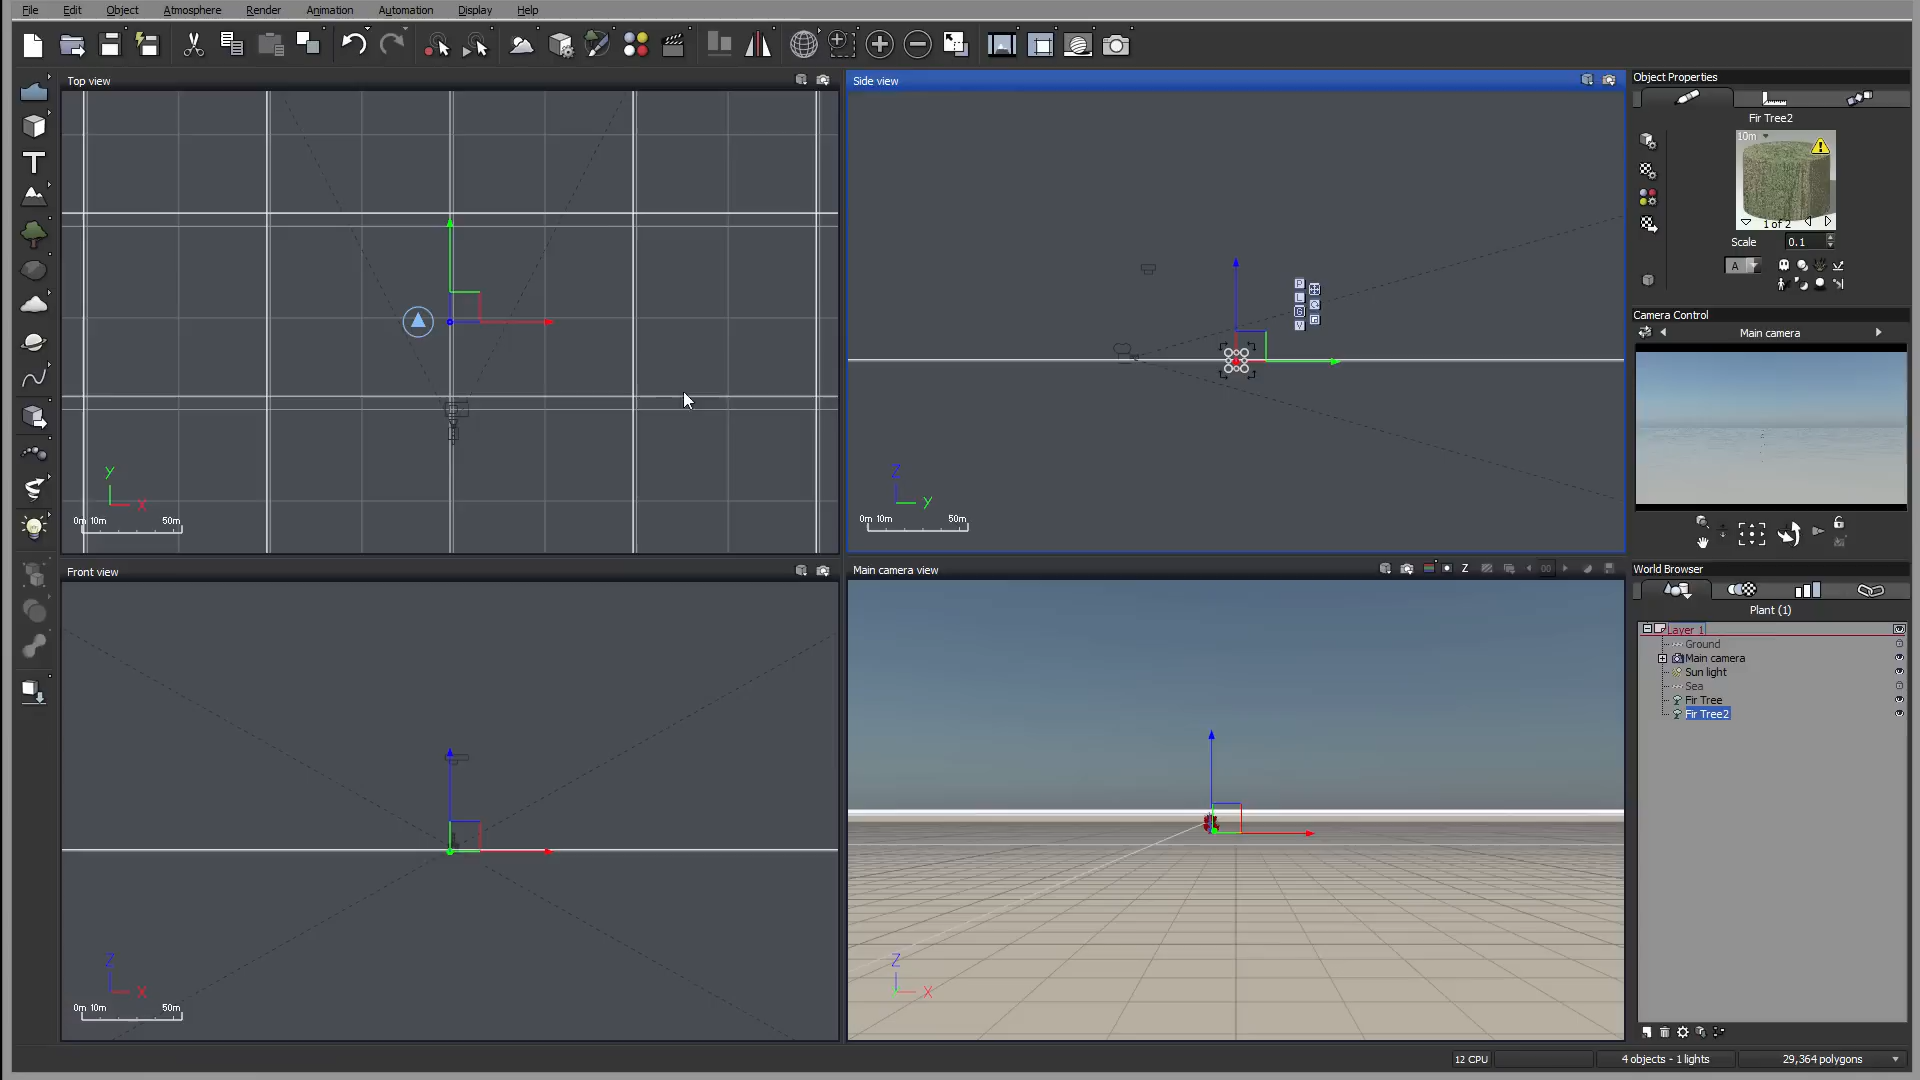 File Edit Object Atmosphere Render Animation Automation Display Help
Top view
Side view
Object Properties
Fir Tree2
10m
1 of 2
Scale 0.1
A
Camera Control
Main camera
P
L
G
V
Y
X
0m 10m 50m
Z
Y
0m 10m 50m
Front view
Main camera view
Z
World Browser
Plant (1)
Layer 1
Ground
Main camera
Sun light
Sea
Fir Tree
Fir Tree2
Z
X
0m 10m 50m
Z
X
12 CPU
4 objects - 1 lights
29,364 polygons